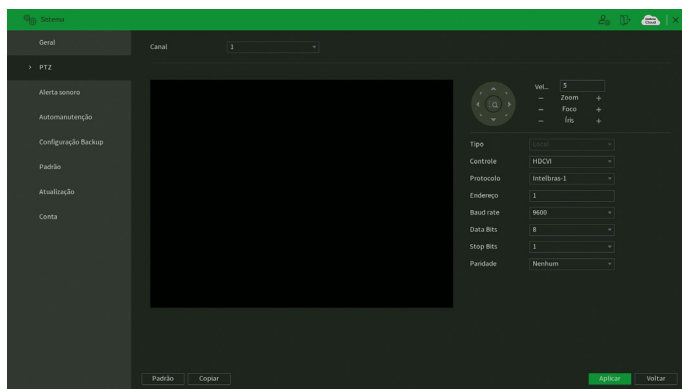 Sistema
Geral
PTZ
Alerta sonoro
Automanutenção
Configuração Backup
Padrão
Atualização
Conta
Canal 1
Vel... 5
− Zoom +
− Foco +
− Íris +
Tipo Local
Controle HDCVI
Protocolo Intelbras-1
Endereço 1
Baud rate 9600
Data Bits 8
Stop Bits 1
Paridade Nenhum
Padrão Copiar Aplicar Voltar